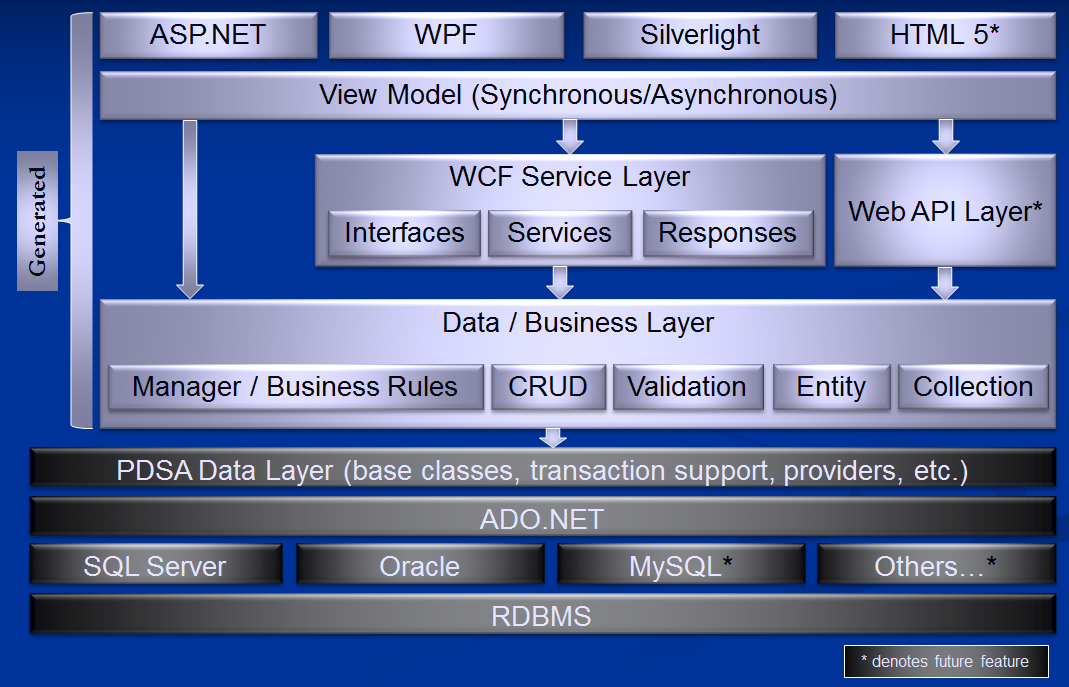 ASP.NET
WPF
Silverlight
HTML 5*
View Model (Synchronous/Asynchronous)
Generated
WCF Service Layer
Interfaces
Services
Responses
Web API Layer*
Data / Business Layer
Manager / Business Rules
CRUD
Validation
Entity
Collection
PDSA Data Layer (base classes, transaction support, providers, etc.)
ADO.NET
SQL Server
Oracle
MySQL*
Others…*
RDBMS
* denotes future feature